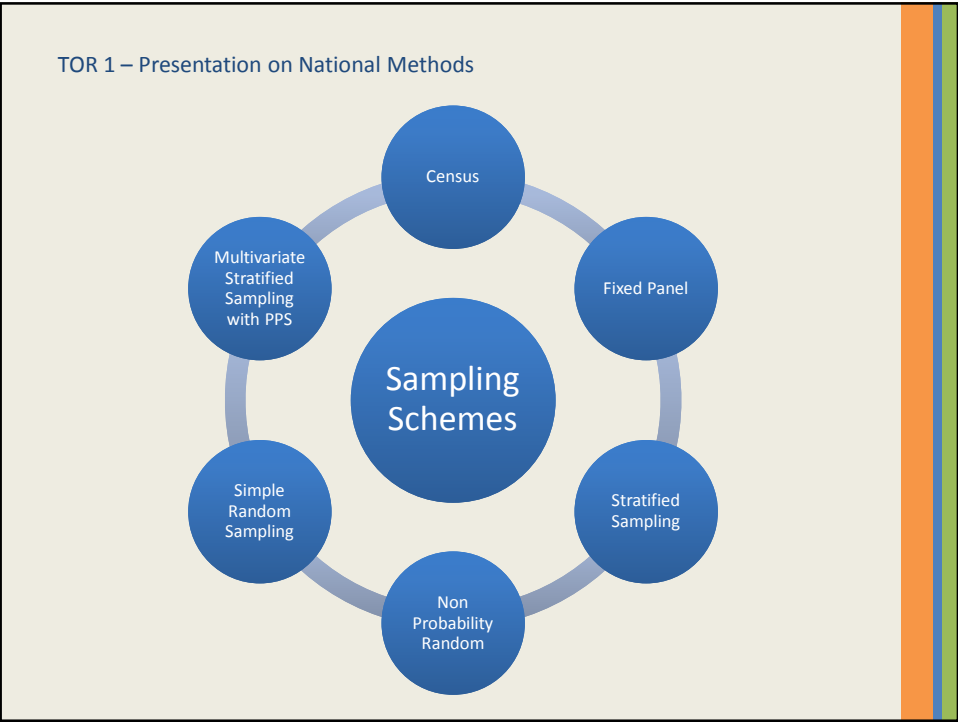 TOR 1 – Presentation on National Methods
Census
Fixed Panel
Stratified
Sampling
Non
Probability
Random
Simple
Random
Sampling
Multivariate
Stratified
Sampling
with PPS
Sampling
Schemes